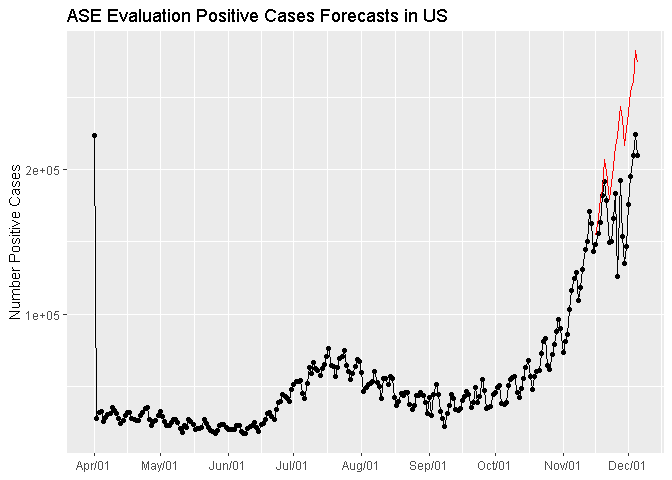 ASE Evaluation Positive Cases Forecasts in US
Number Positive Cases
2e+05
1e+05
Apr/01 May/01 Jun/01 Jul/01 Aug/01 Sep/01 Oct/01 Nov/01 Dec/01